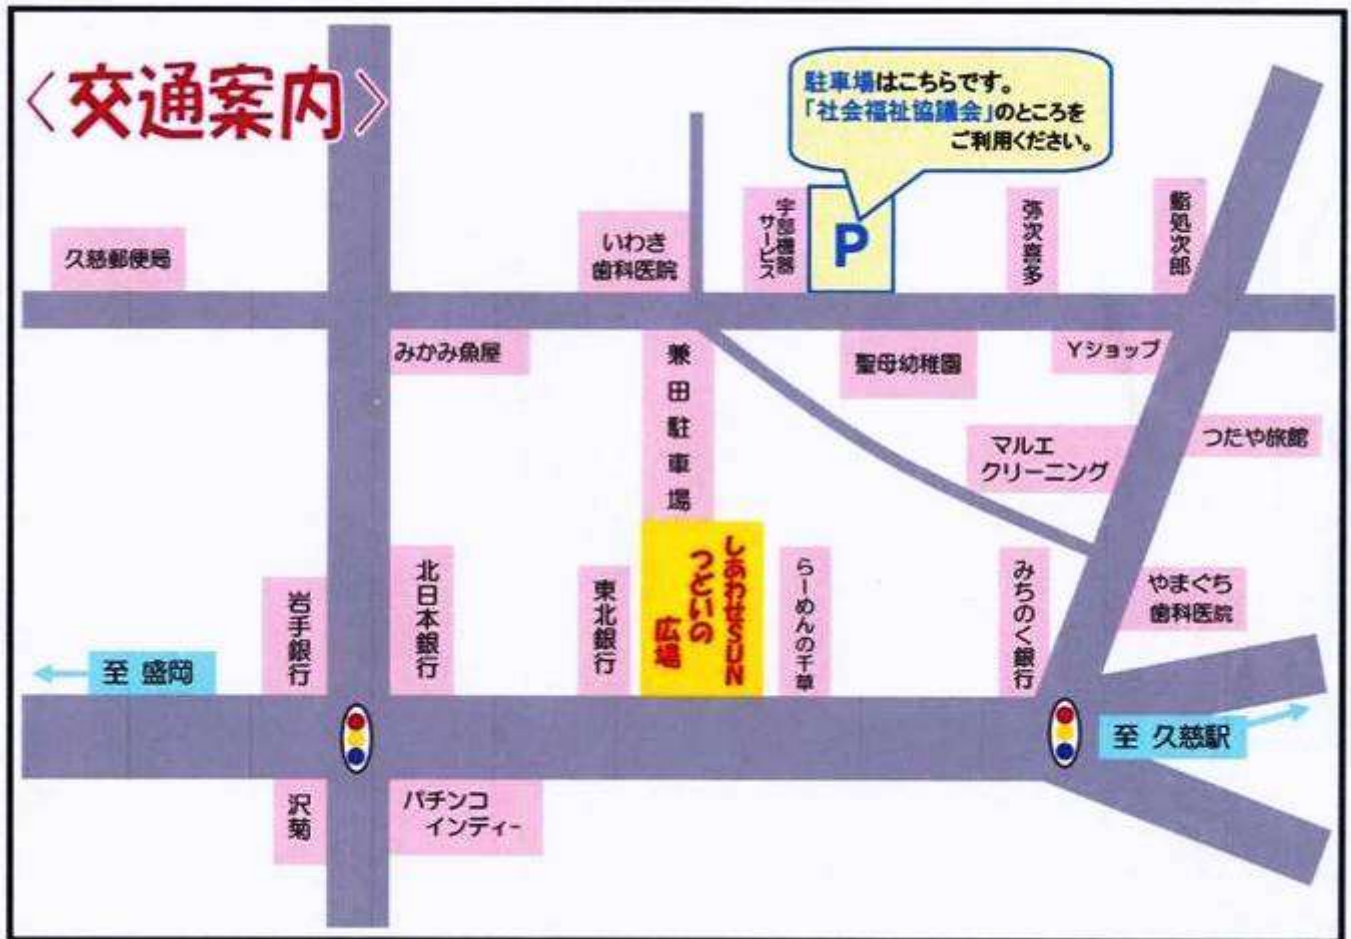 〈交通案内〉
駐車場はこちらです。
「社会福祉協議会」のところを
ご利用ください。
久慈郵便局
いわき
歯科医院
宇部機器
サービス
P
弥次喜多
鮨処次郎
みかみ魚屋
兼田駐車場
聖母幼稚園
Yショップ
マルエ
クリーニング
つたや旅館
岩手銀行
北日本銀行
東北銀行
しあわせSUN
つどいの
広場
らーめんの千草
みちのく銀行
やまぐち
歯科医院
至 盛岡
至 久慈駅
沢菊
パチンコ
インディー